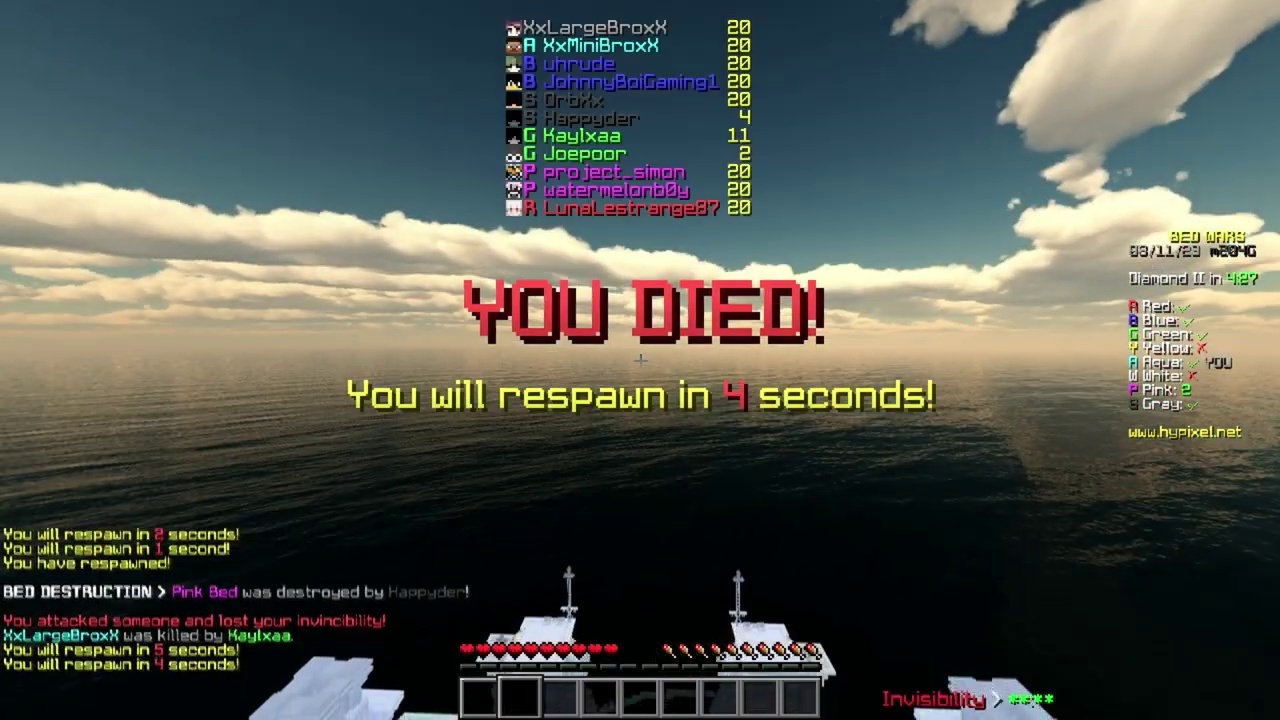 XxLargeBroxX 20
A XxMiniBroxX 20
B uhrude 20
B JohnnyBoiGaming1 20
S OrbXx 20
S Happyder 4
G Kaylxaa 11
G Joepoor 2
P project_simon 20
P watermelonb0y 20
R LunaLestrange87 20
BED WARS
08/11/23 m204G
Diamond II in 4:27
R Red: ✓
B Blue: ✓
G Green: ✓
Y Yellow: ✗
A Aqua: ✓ YOU
W White: ✗
P Pink: 2
S Gray: ✓
www.hypixel.net
YOU DIED!
You will respawn in 4 seconds!
You will respawn in 2 seconds!
You will respawn in 1 second!
You have respawned!
BED DESTRUCTION > Pink Bed was destroyed by Happyder!
You attacked someone and lost your invincibility!
XxLargeBroxX was killed by Kaylxaa.
You will respawn in 5 seconds!
You will respawn in 4 seconds!
Invisibility > **:**